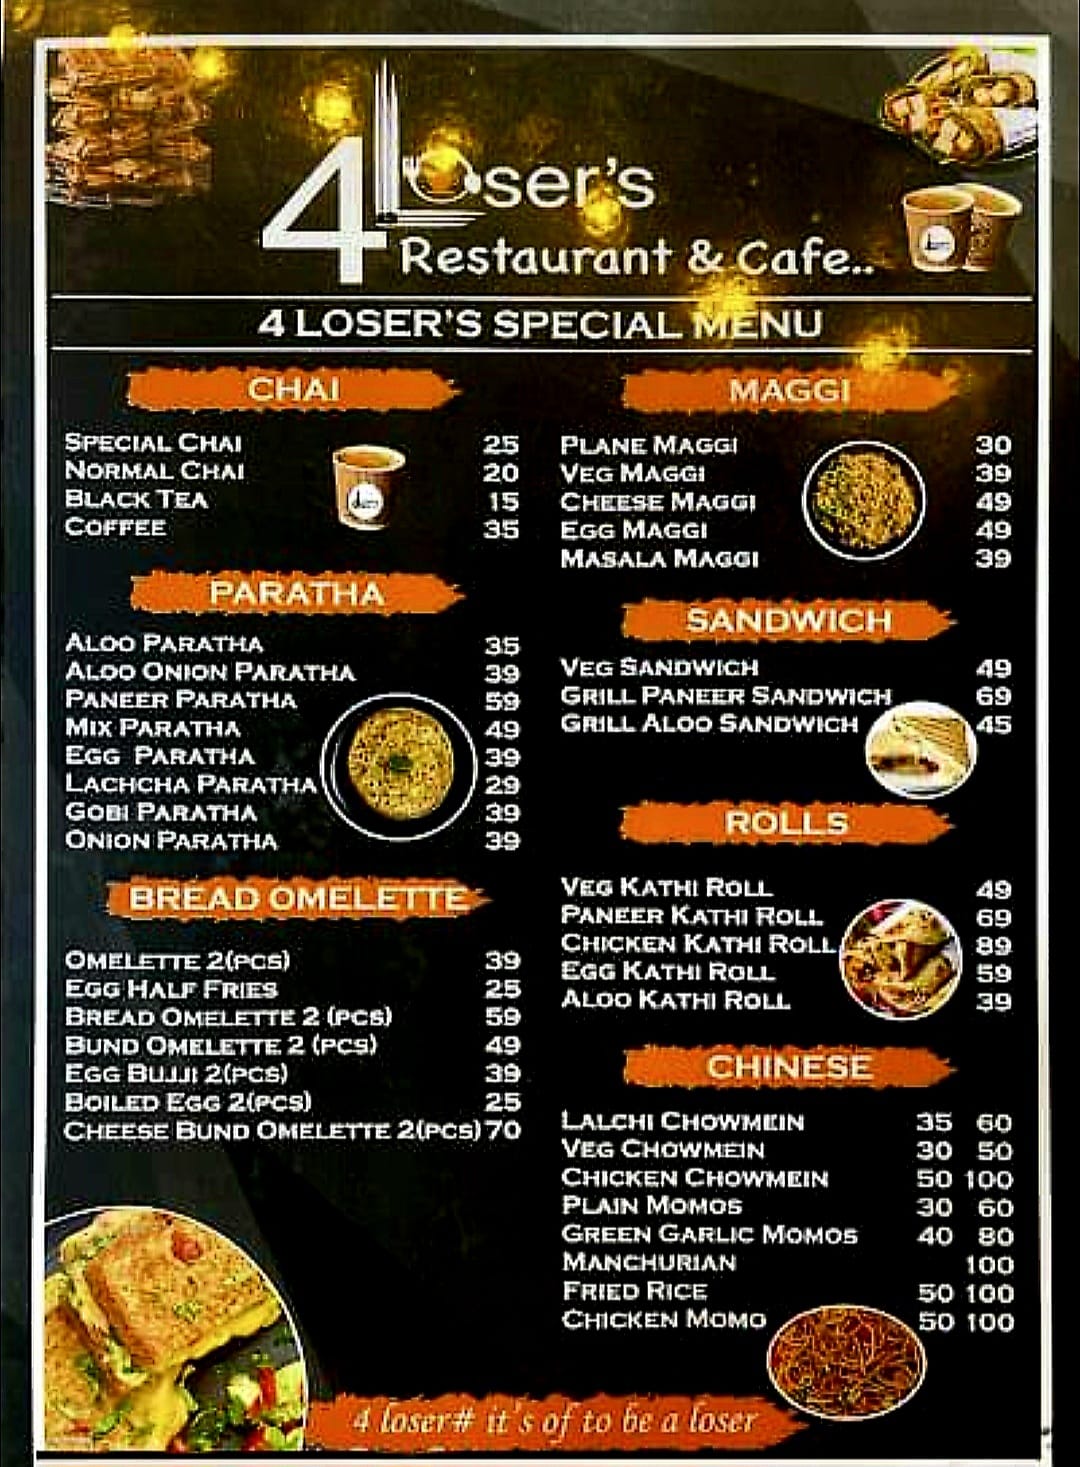 4 Loser's
Restaurant & Cafe..
4 LOSER'S SPECIAL MENU
CHAI
SPECIAL CHAI 25
NORMAL CHAI 20
BLACK TEA 15
COFFEE 35
PARATHA
ALOO PARATHA 35
ALOO ONION PARATHA 39
PANEER PARATHA 59
MIX PARATHA 49
EGG PARATHA 39
LACHCHA PARATHA 29
GOBI PARATHA 39
ONION PARATHA 39
BREAD OMELETTE
OMELETTE 2(PCS) 39
EGG HALF FRIES 25
BREAD OMELETTE 2 (PCS) 59
BUND OMELETTE 2 (PCS) 49
EGG BUJJI 2(PCS) 39
BOILED EGG 2(PCS) 25
CHEESE BUND OMELETTE 2(PCS) 70
MAGGI
PLANE MAGGI 30
VEG MAGGI 39
CHEESE MAGGI 49
EGG MAGGI 49
MASALA MAGGI 39
SANDWICH
VEG SANDWICH 49
GRILL PANEER SANDWICH 69
GRILL ALOO SANDWICH 45
ROLLS
VEG KATHI ROLL 49
PANEER KATHI ROLL 69
CHICKEN KATHI ROLL 89
EGG KATHI ROLL 59
ALOO KATHI ROLL 39
CHINESE
LALCHI CHOWMEIN 35 60
VEG CHOWMEIN 30 50
CHICKEN CHOWMEIN 50 100
PLAIN MOMOS 30 60
GREEN GARLIC MOMOS 40 80
MANCHURIAN 100
FRIED RICE 50 100
CHICKEN MOMO 50 100
4 loser# it's of to be a loser